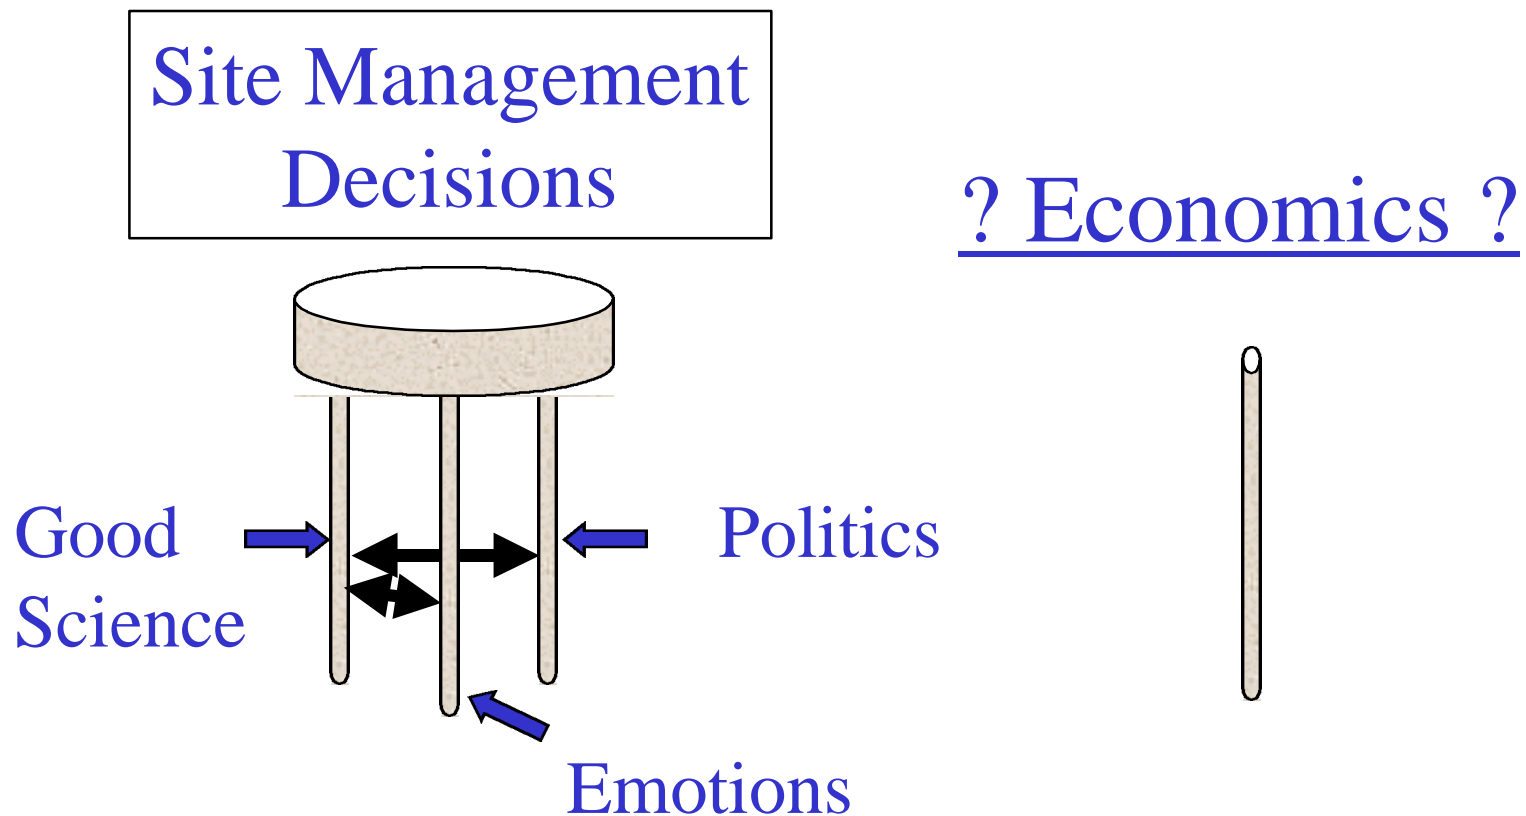 Site Management
Decisions
? Economics ?
Good
Science
Politics
Emotions